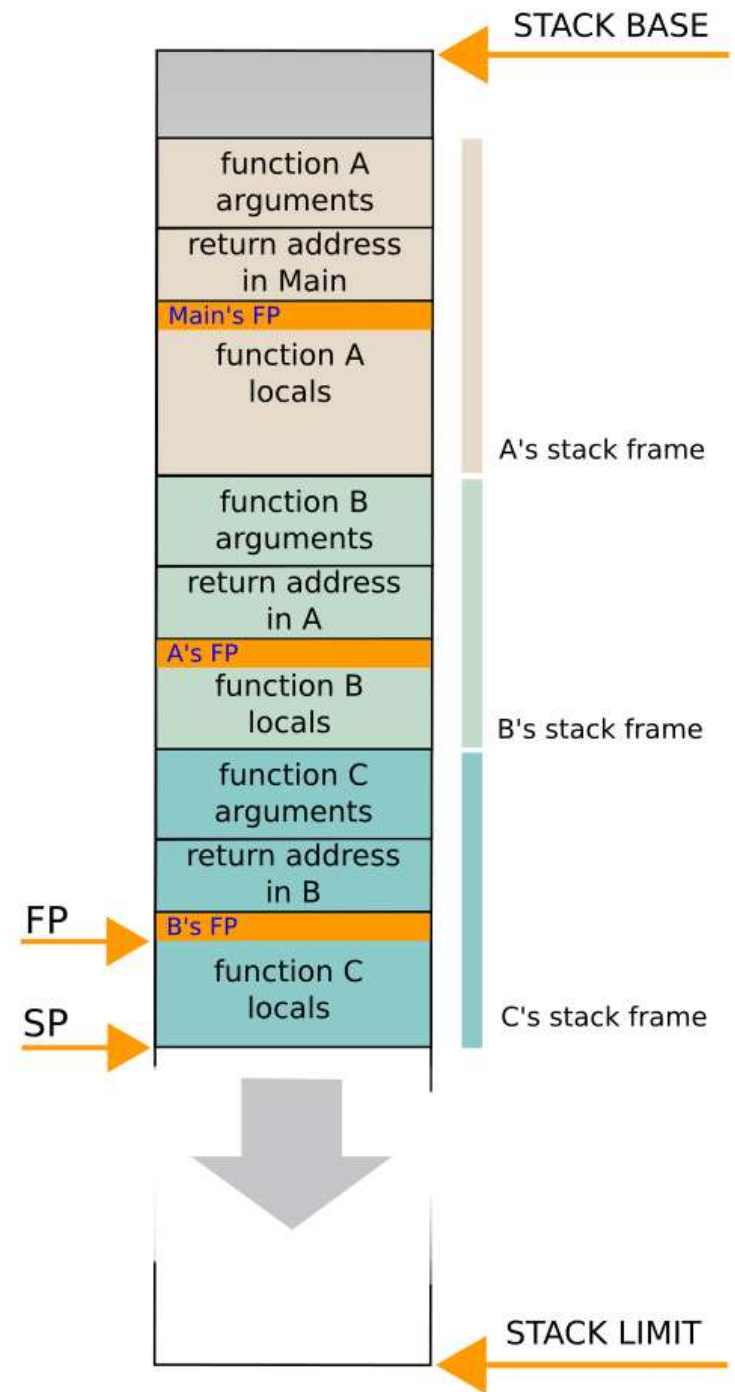 STACK BASE
function A
arguments
return address
in Main
Main's FP
function A
locals
A's stack frame
function B
arguments
return address
in A
A's FP
function B
locals
B's stack frame
function C
arguments
return address
in B
FP
B's FP
function C
locals
SP
C's stack frame
STACK LIMIT